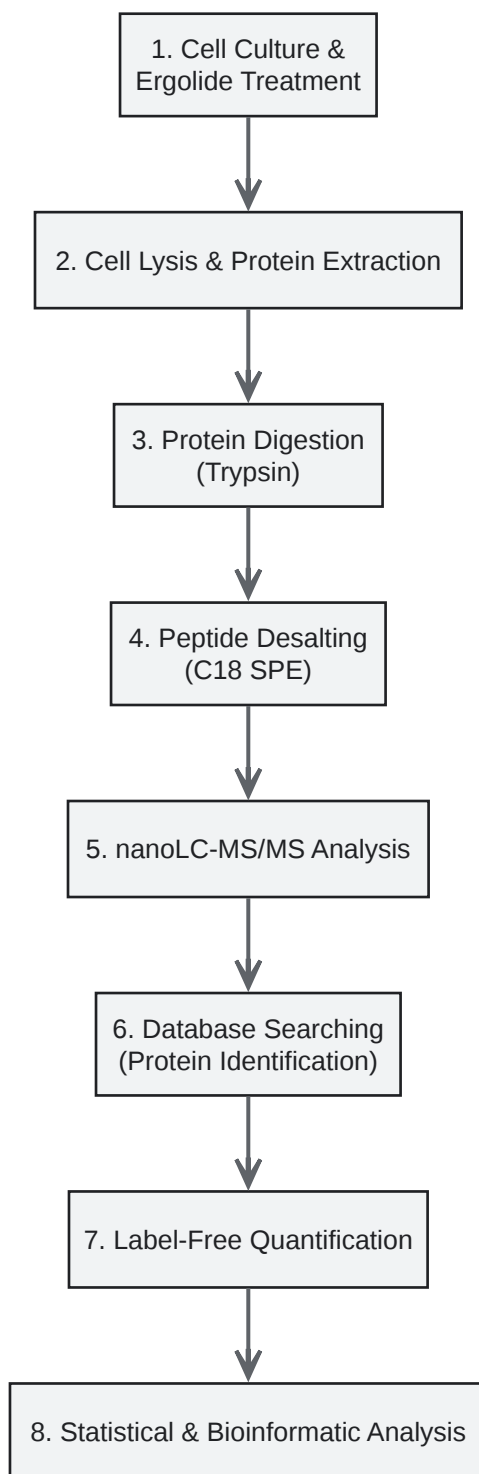 1. Cell Culture &
Ergolide Treatment
2. Cell Lysis & Protein Extraction
3. Protein Digestion
(Trypsin)
4. Peptide Desalting
(C18 SPE)
5. nanoLC-MS/MS Analysis
6. Database Searching
(Protein Identification)
7. Label-Free Quantification
8. Statistical & Bioinformatic Analysis